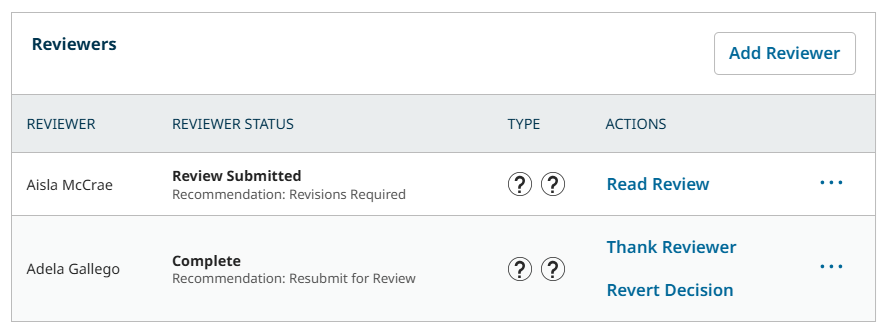 Reviewers
Add Reviewer
REVIEWER REVIEWER STATUS TYPE ACTIONS
Aisla McCrae Review Submitted ? ? Read Review ...
Recommendation: Revisions Required
Thank Reviewer
Adela Gallego Complete ? ? ...
Recommendation: Resubmit for Review
Revert Decision